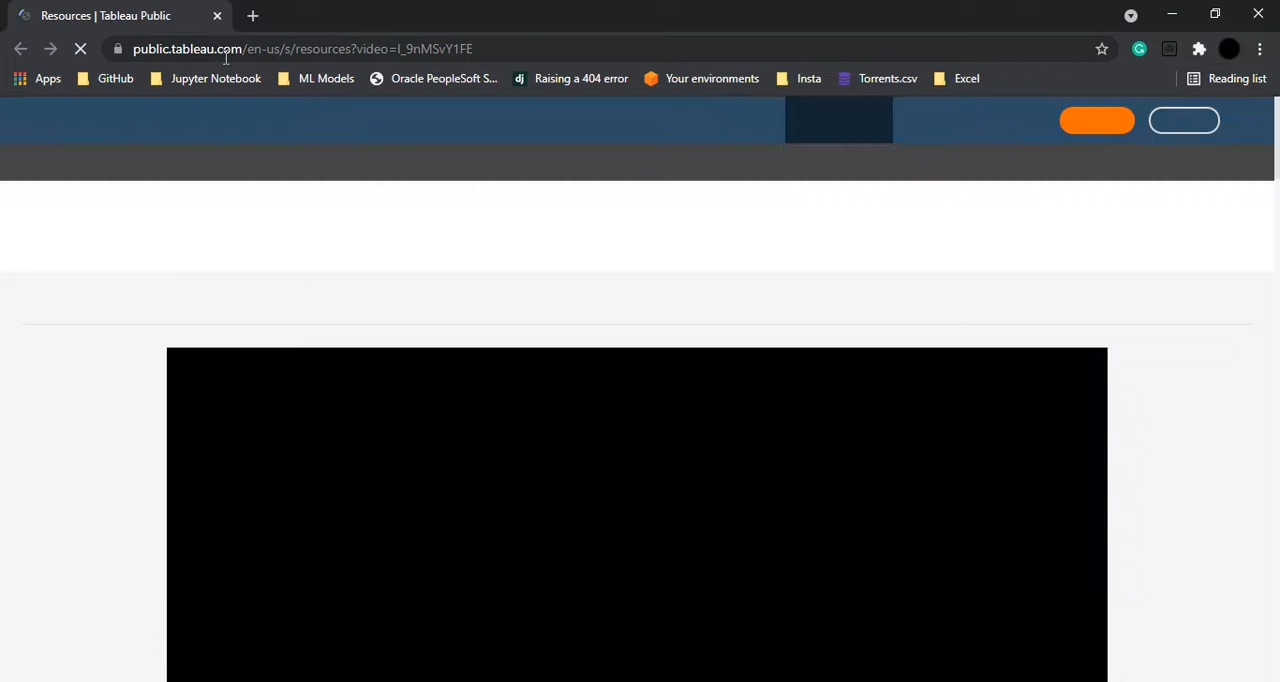 Resources | Tableau Public
public.tableau.com/en-us/s/resources?video=l_9nMSvY1FE
Apps GitHub Jupyter Notebook ML Models Oracle PeopleSoft S... dj Raising a 404 error Your environments Insta Torrents.csv Excel Reading list